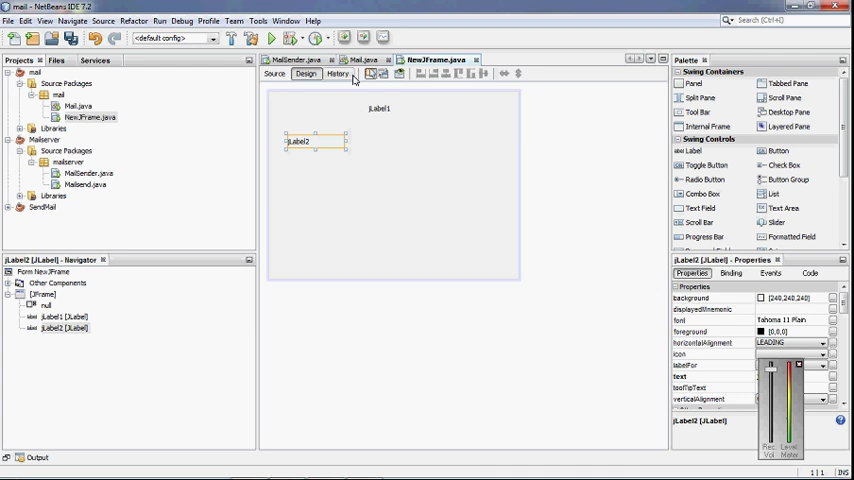 mail - NetBeans IDE 7.2
File Edit View Navigate Source Refactor Run Debug Profile Team Tools Window Help
Search (Ctrl+I)
<default config>
Projects Files Services
mail
Source Packages
mail
Mail.java
NewJFrame.java
Libraries
Mailserver
Source Packages
mailserver
MailSender.java
Mailsend.java
Libraries
SendMail
jLabel2 [JLabel] - Navigator
Form NewJFrame
Other Components
[JFrame]
null
jLabel1 [JLabel]
jLabel2 [JLabel]
Output
MailSender.java Mail.java NewJFrame.java
Source Design History
jLabel1
jLabel2
Palette
Swing Containers
Panel Tabbed Pane
Split Pane Scroll Pane
Tool Bar Desktop Pane
Internal Frame Layered Pane
Swing Controls
Label Button
Toggle Button Check Box
Radio Button Button Group
Combo Box List
Text Field Text Area
Scroll Bar Slider
Progress Bar Formatted Field
jLabel2 [JLabel] - Properties
Properties Binding Events Code
Properties
background [240,240,240]
displayedMnemonic
font Tahoma 11 Plain
foreground [0,0,0]
horizontalAlignment LEADING
icon
labelFor
text
toolTipText
verticalAlignment
jLabel2 [JLabel]
Rec. Level
Vol Meter
1 | 1 INS